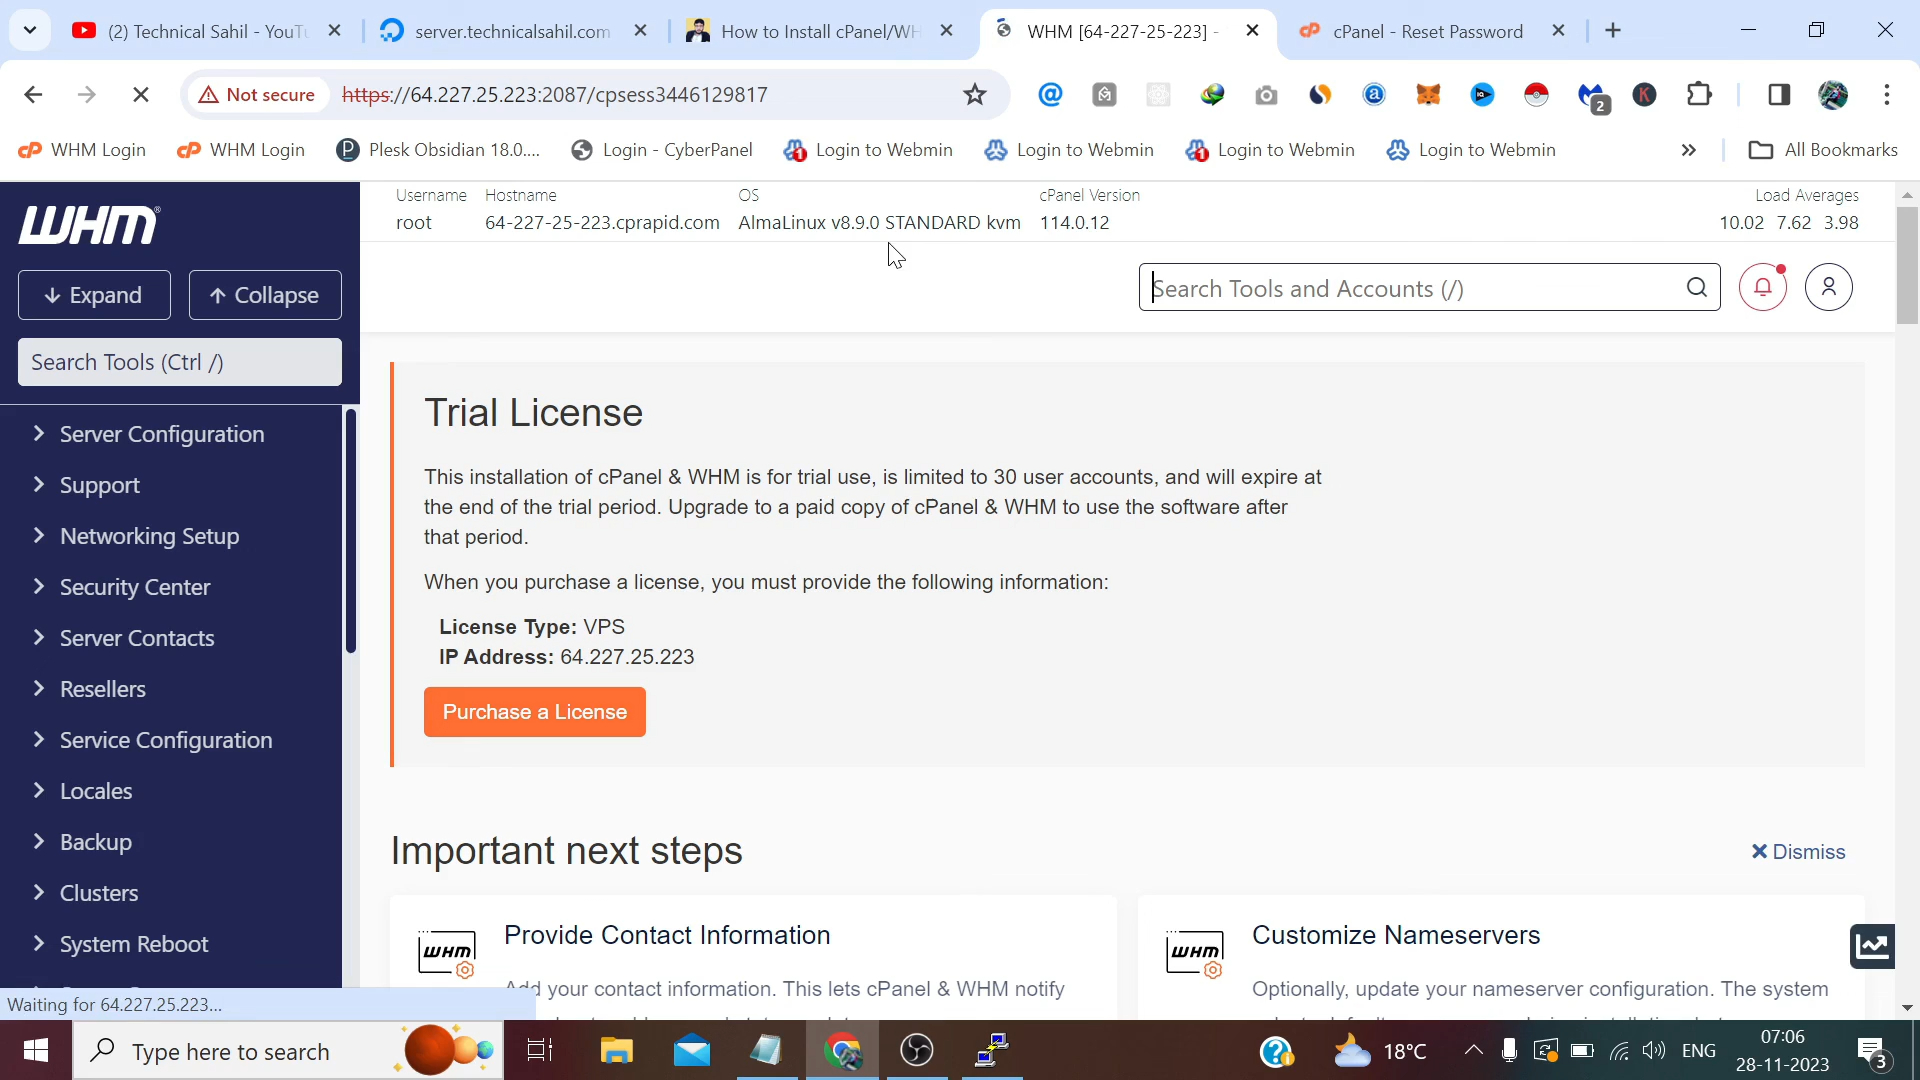 (2) Technical Sahil - YouTu
server.technicalsahil.com
How to Install cPanel/WH
WHM [64-227-25-223] -
cPanel - Reset Password
Not secure
https://64.227.25.223:2087/cpsess3446129817
2
WHM Login
WHM Login
Plesk Obsidian 18.0....
Login - CyberPanel
Login to Webmin
Login to Webmin
Login to Webmin
Login to Webmin
All Bookmarks
WHM
Expand
Collapse
Search Tools (Ctrl /)
Server Configuration
Support
Networking Setup
Security Center
Server Contacts
Resellers
Service Configuration
Locales
Backup
Clusters
System Reboot
Waiting for 64.227.25.223...
Username
root
Hostname
64-227-25-223.cprapid.com
OS
AlmaLinux v8.9.0 STANDARD kvm
cPanel Version
114.0.12
Load Averages
10.02 7.62 3.98
Search Tools and Accounts (/)
Trial License
This installation of cPanel & WHM is for trial use, is limited to 30 user accounts, and will expire at
the end of the trial period. Upgrade to a paid copy of cPanel & WHM to use the software after
that period.
When you purchase a license, you must provide the following information:
License Type: VPS
IP Address: 64.227.25.223
Purchase a License
Important next steps
Dismiss
WHM
Provide Contact Information
Add your contact information. This lets cPanel & WHM notify
WHM
Customize Nameservers
Optionally, update your nameserver configuration. The system
Type here to search
18°C
ENG
07:06
28-11-2023
3